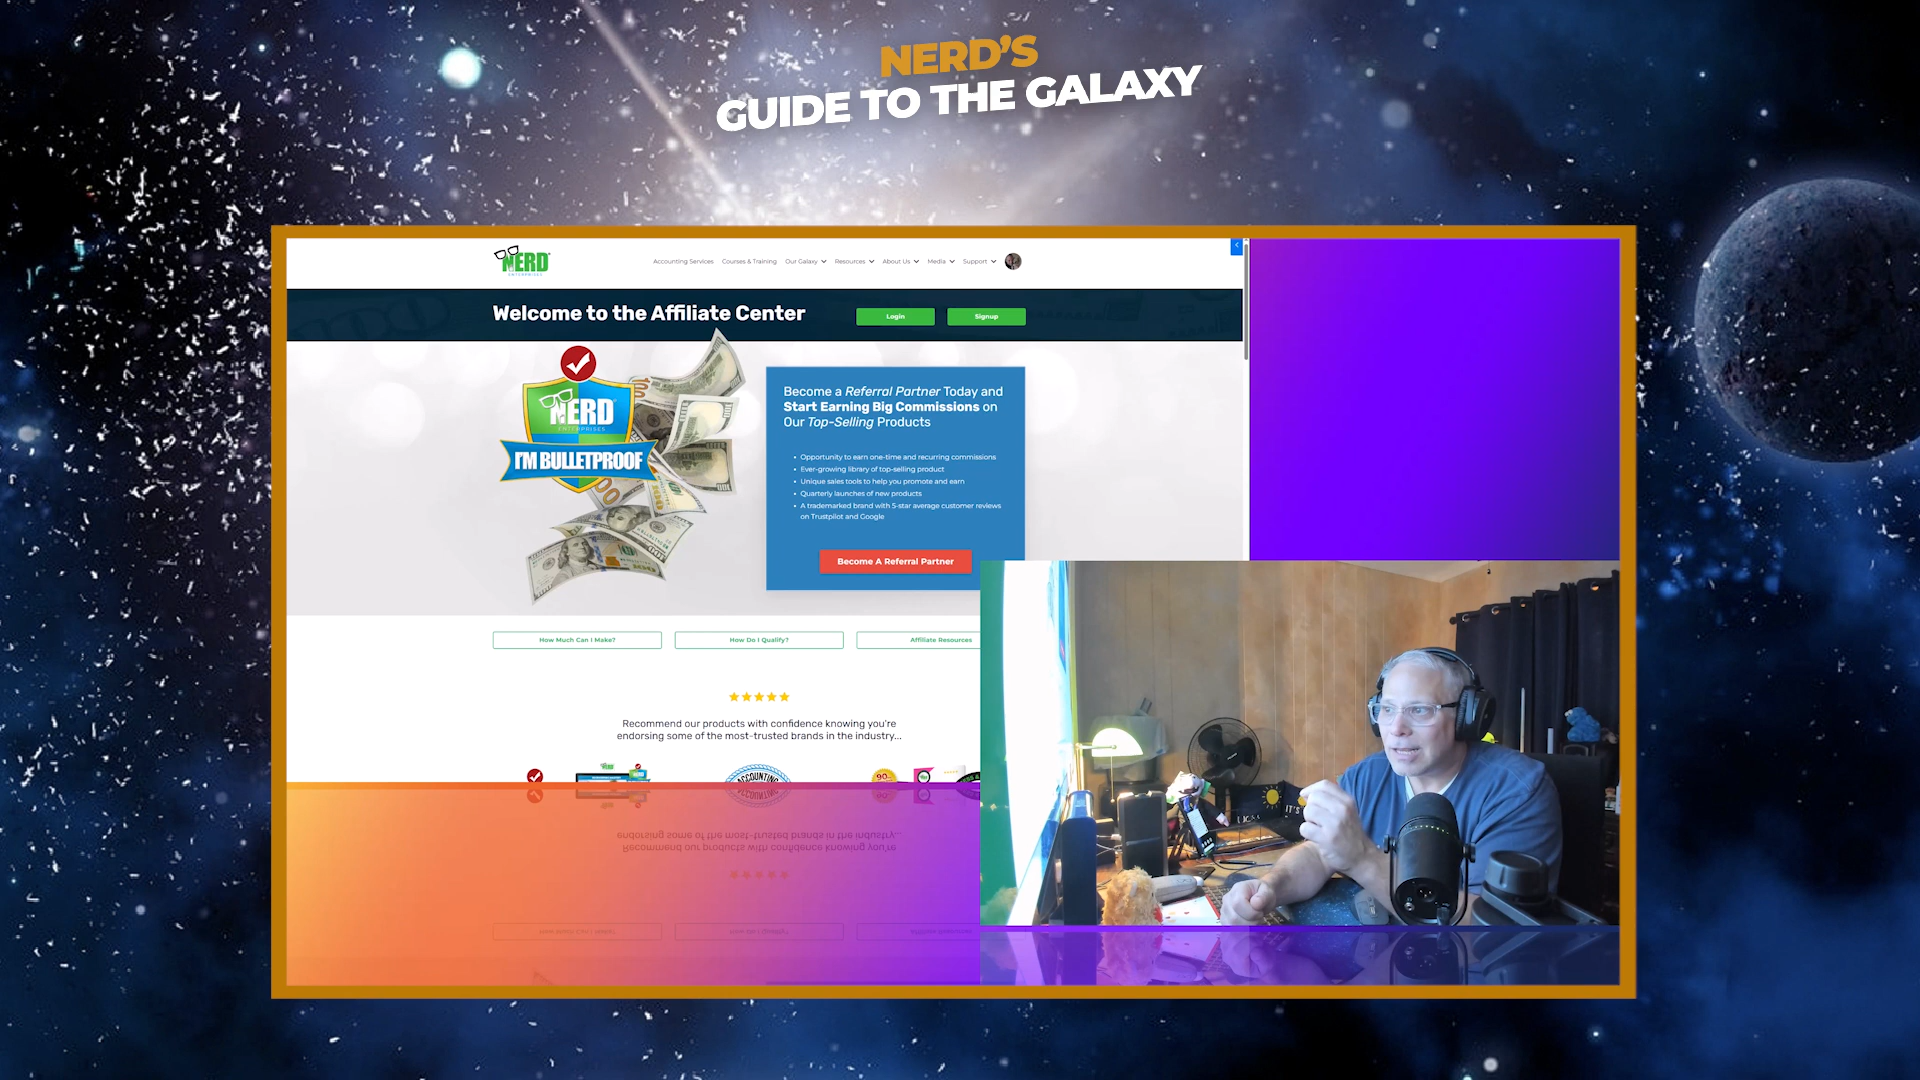 NERD'S
GUIDE TO THE GALAXY
NERD
ENTERPRISES
Accounting Services Courses & Training Our Galaxy Resources About Us Media Support
Welcome to the Affiliate Center
Login
Signup
NERD
ENTERPRISES
I'M BULLETPROOF
Become a Referral Partner Today and
Start Earning Big Commissions on
Our Top-Selling Products
• Opportunity to earn one-time and recurring commissions
• Ever-growing library of top-selling product
• Unique sales tools to help you promote and earn
• Quarterly launches of new products
• A trademarked brand with 5-star average customer reviews
on Trustpilot and Google
Become A Referral Partner
How Much Can I Make?
How Do I Qualify?
Affiliate Resources
Recommend our products with confidence knowing you're
endorsing some of the most-trusted brands in the industry...
ACCOUNTING
90
IT'S